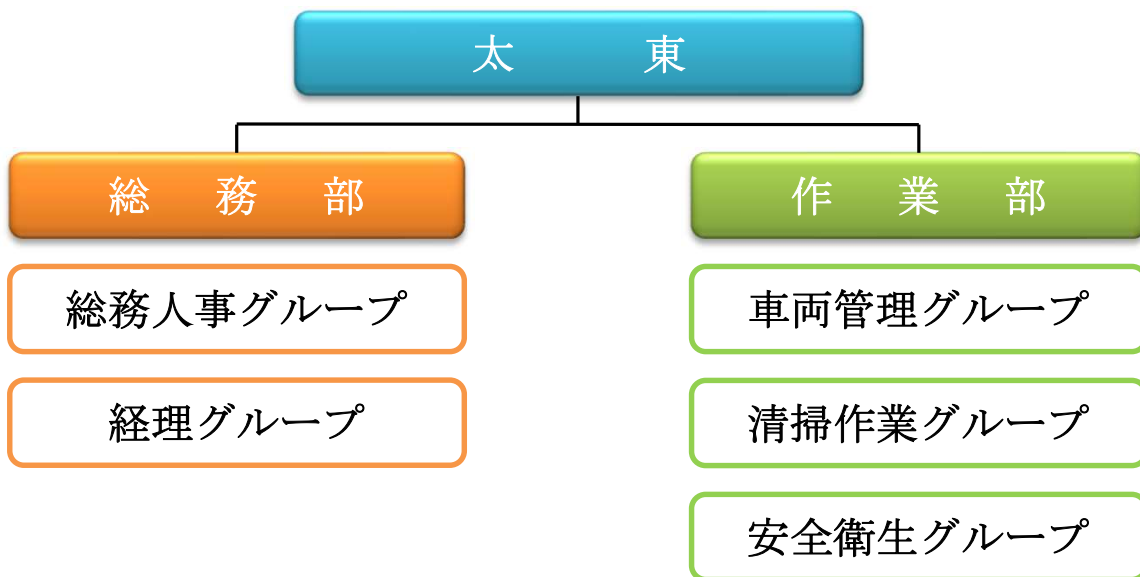 太東
総務部
作業部
総務人事グループ
車両管理グループ
経理グループ
清掃作業グループ
安全衛生グループ